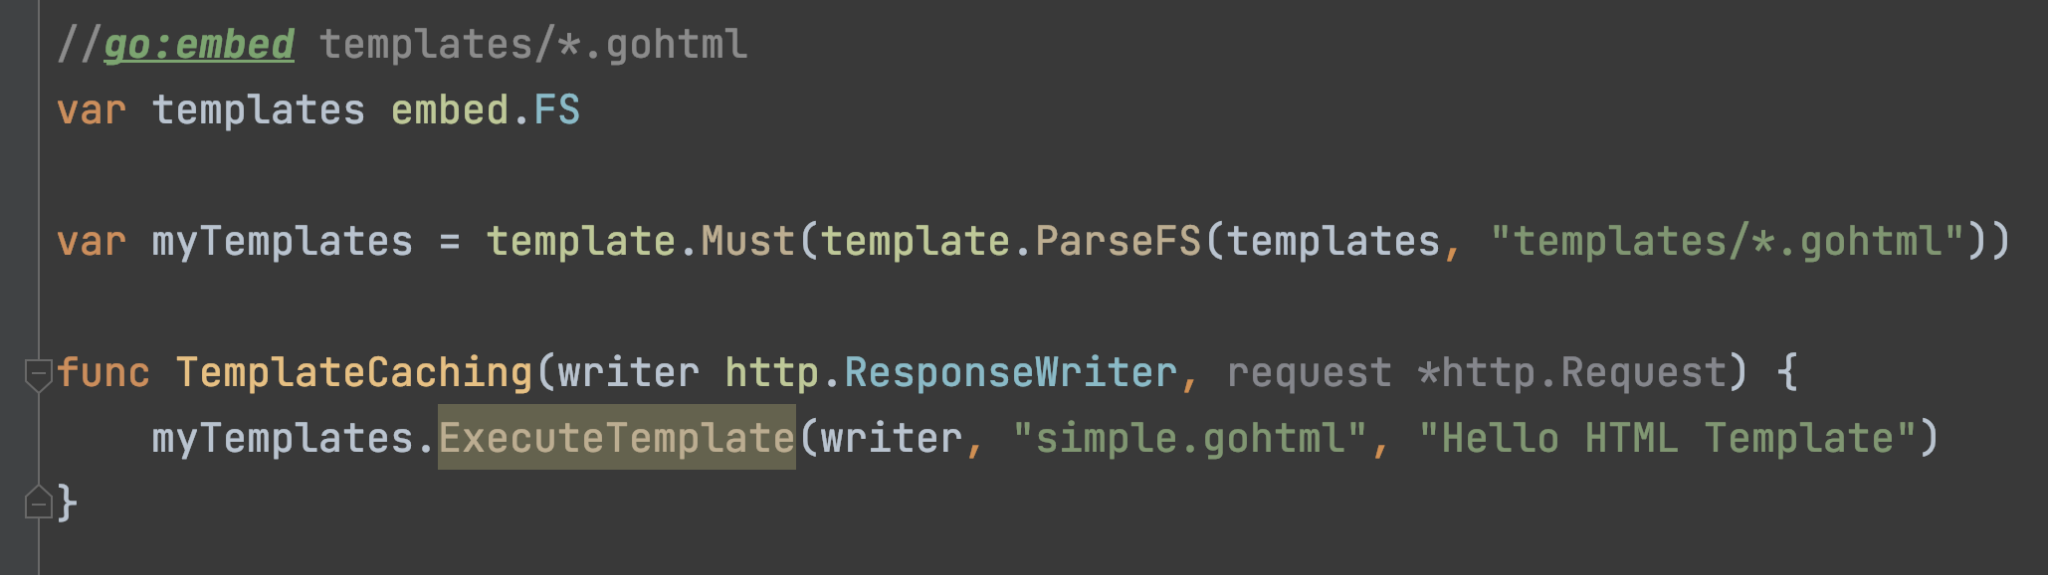 //go:embed templates/*.gohtml
var templates embed.FS
var myTemplates = template.Must(template.ParseFS(templates, "templates/*.gohtml"))
func TemplateCaching(writer http.ResponseWriter, request *http.Request) {
myTemplates.ExecuteTemplate(writer, "simple.gohtml", "Hello HTML Template")
}